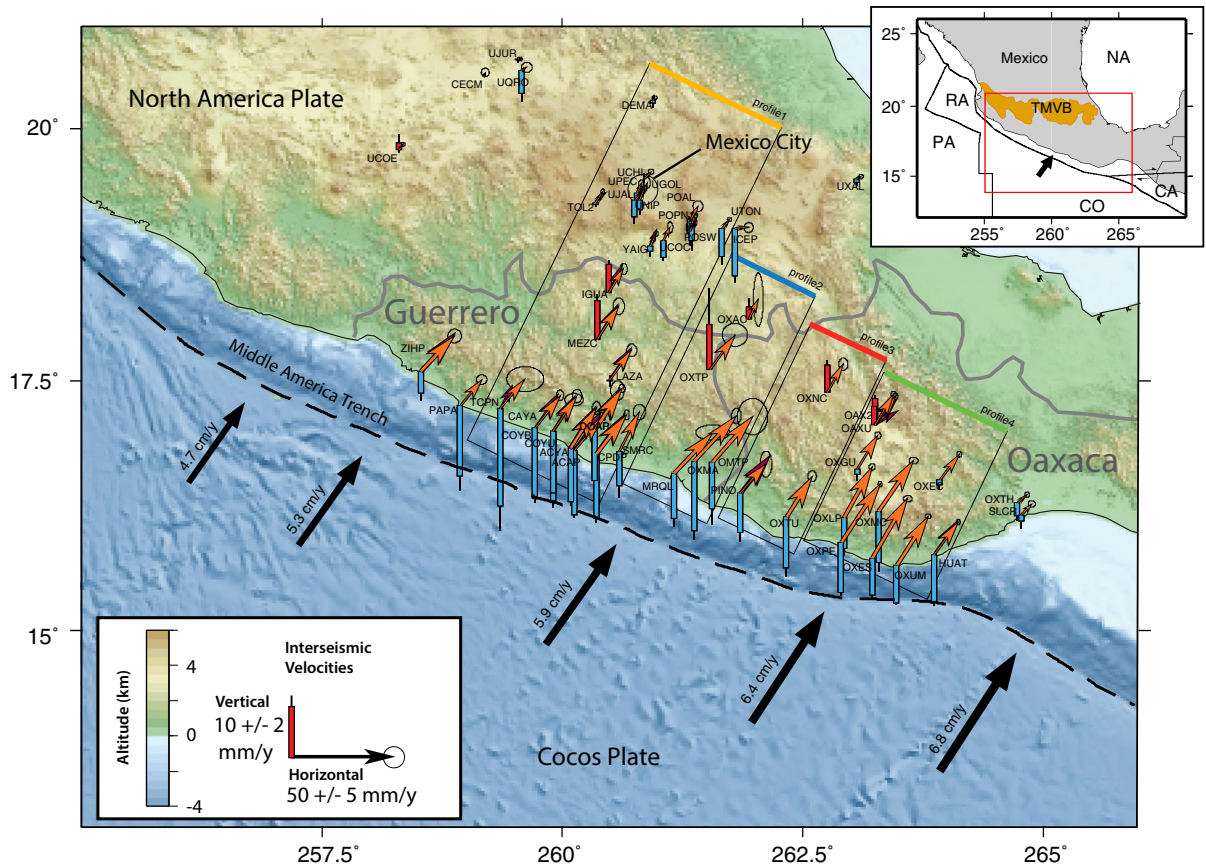 North America Plate
UJUR
CECM
UQRO
DEMA
profile1
Mexico City
UCOE
UCHI
UPEC
UGOL
UJAL
UNIP
TOL2
POAL
POPN
UTON
POSW
ICEP
YAIG
UCOC
UXAL
profile2
IGUA
Guerrero
MEZC
OXAC
OXTP
profile3
ZIHP
LAZA
OXNC
Middle America Trench
PAPA
TCPN
CAYA
COYB
COYU
ACYA
ACAP
DOAP
CPDP
SMRC
OXMA
OMTP
MRQL
PINO
OAX2
OAXU
profile4
Oaxaca
OXGU
OXEC
OXTH
SLCR
OXTU
OXLP
OXMC
OXPE
OXES
OXUM
HUAT
4.7 cm/y
5.3 cm/y
5.9 cm/y
6.4 cm/y
6.8 cm/y
Cocos Plate
20˚
17.5˚
15˚
257.5˚
260˚
262.5˚
265˚
Altitude (km)
4
0
-4
Interseismic
Velocities
Vertical
10 +/- 2
mm/y
Horizontal
50 +/- 5 mm/y
25˚
20˚
15˚
255˚
260˚
265˚
Mexico
NA
RA
TMVB
PA
CO
CA